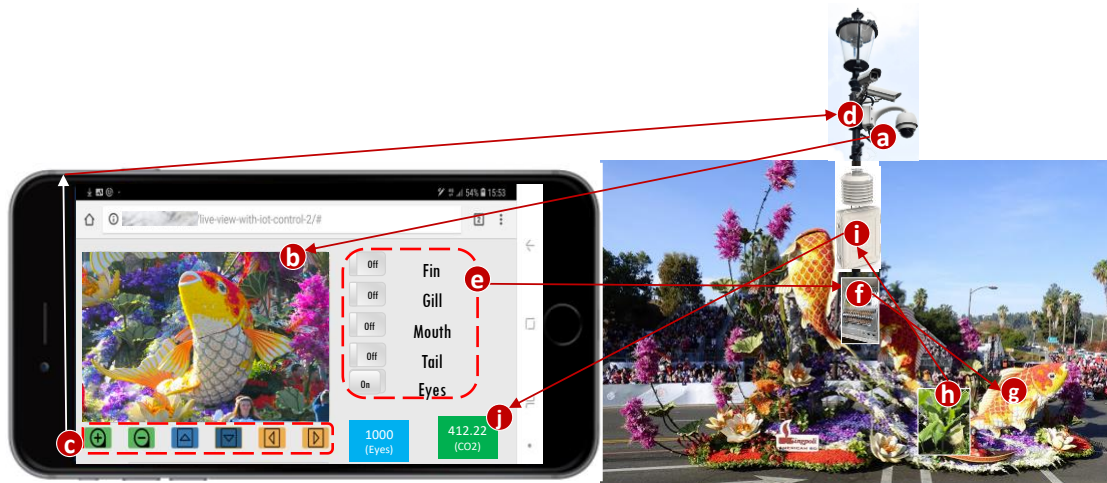 d
a
54% 15:53
/live-view-with-iot-control-2/#
2
b
Off
Fin
e
Off
Gill
Off
Mouth
Off
Tail
On
Eyes
i
f
h
g
j
c
1000
(Eyes)
412.22
(CO2)